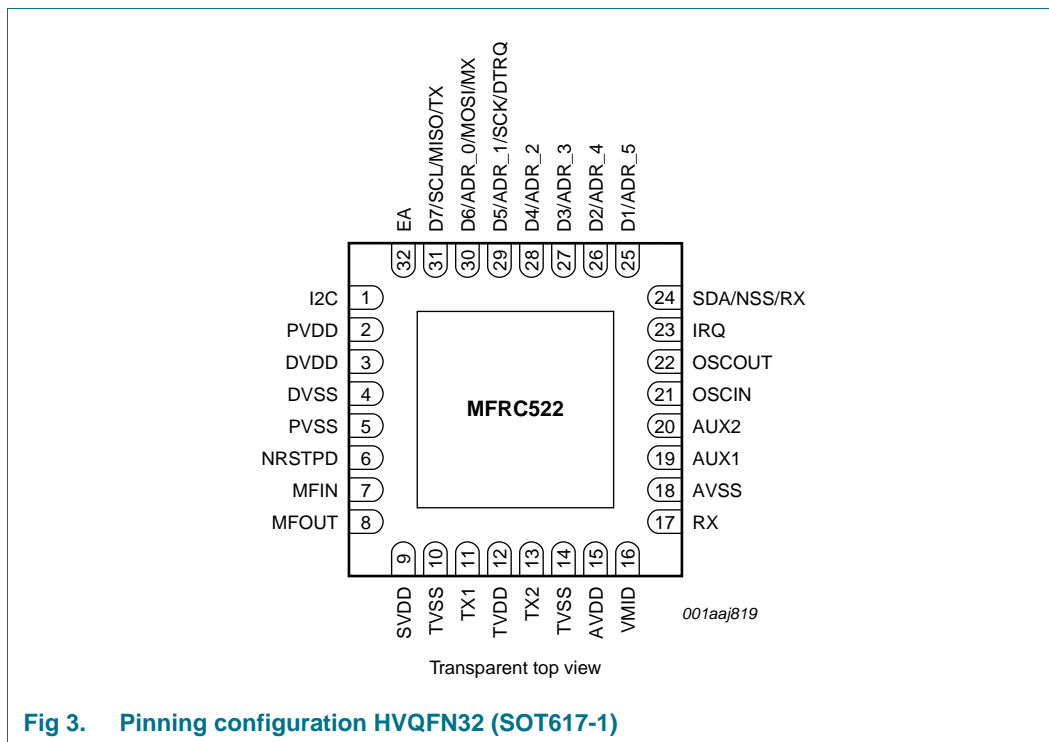 EA
D7/SCL/MISO/TX
D6/ADR_0/MOSI/MX
D5/ADR_1/SCK/DTRQ
D4/ADR_2
D3/ADR_3
D2/ADR_4
D1/ADR_5
32
31
30
29
28
27
26
25
I2C 1
PVDD 2
DVDD 3
DVSS 4
PVSS 5
NRSTPD 6
MFIN 7
MFOUT 8
MFRC522
24 SDA/NSS/RX
23 IRQ
22 OSCOUT
21 OSCIN
20 AUX2
19 AUX1
18 AVSS
17 RX
9
10
11
12
13
14
15
16
SVDD
TVSS
TX1
TVDD
TX2
TVSS
AVDD
VMID
001aaj819
Transparent top view
Fig 3. Pinning configuration HVQFN32 (SOT617-1)